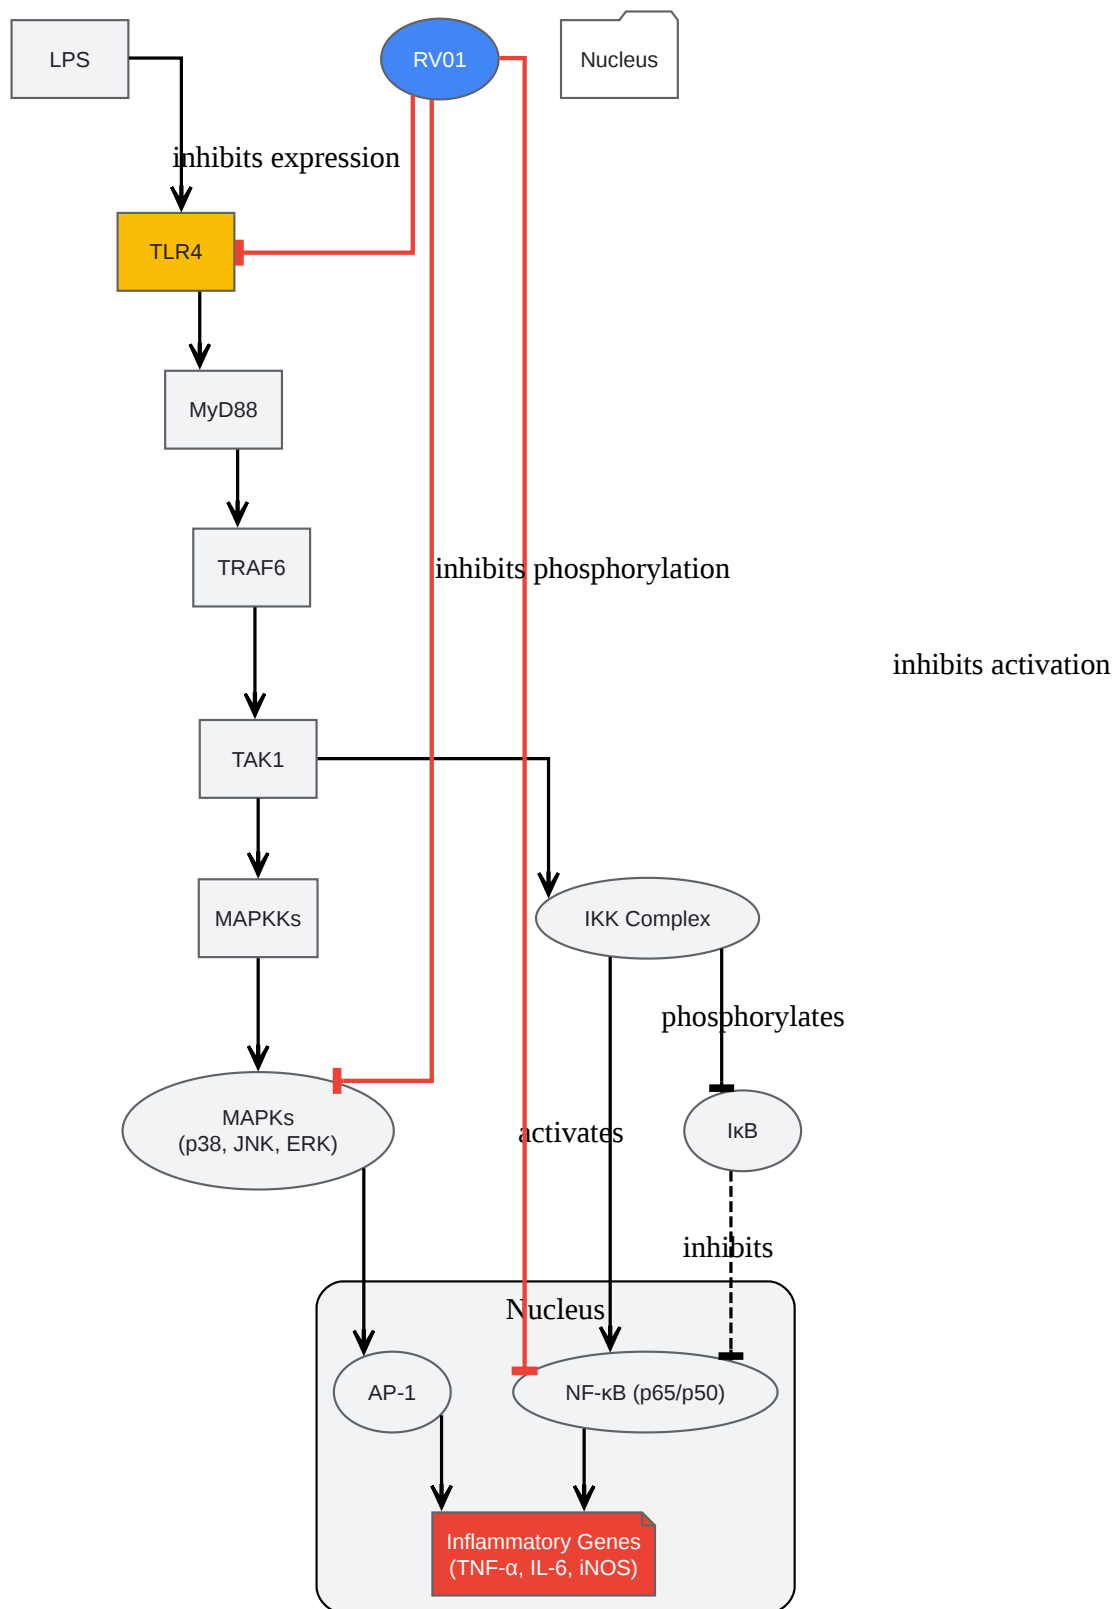 LPS
RV01
Nucleus
inhibits expression
TLR4
MyD88
TRAF6
inhibits phosphorylation
inhibits activation
TAK1
MAPKKs
IKK Complex
phosphorylates
MAPKs
(p38, JNK, ERK)
activates
IκB
inhibits
Nucleus
AP-1
NF-κB (p65/p50)
Inflammatory Genes
(TNF-α, IL-6, iNOS)